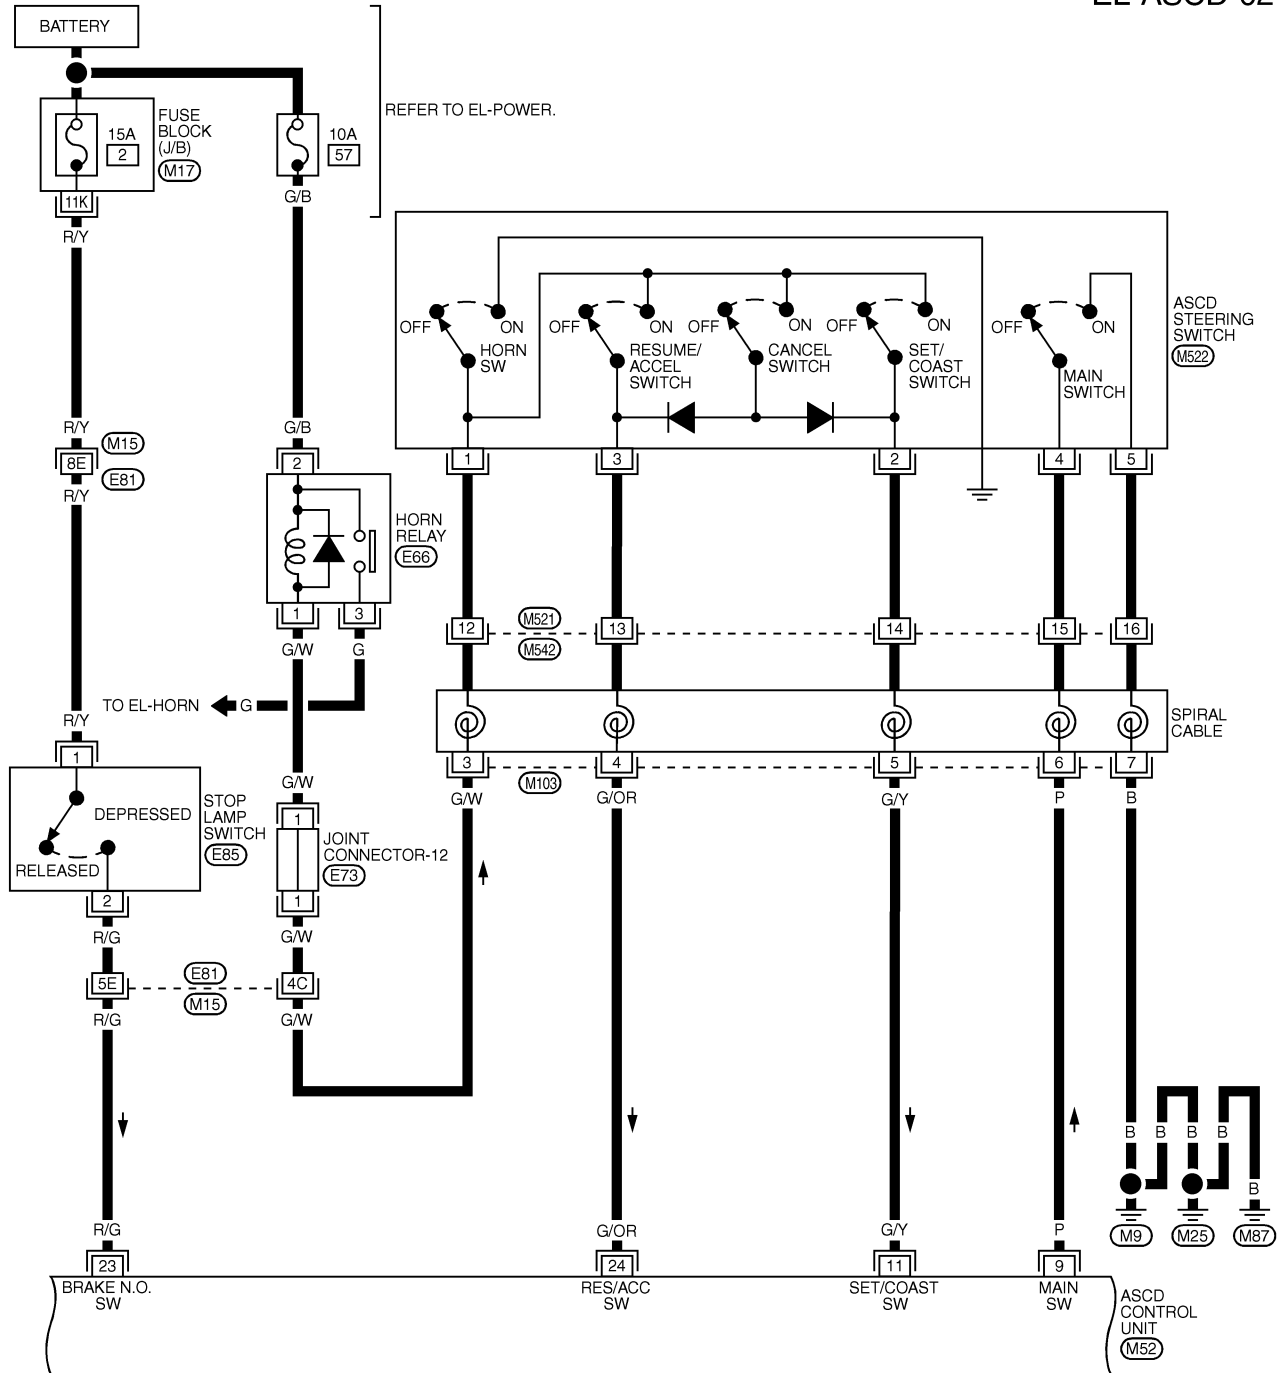 BATTERY
REFER TO EL-POWER.
15A
2
FUSE
BLOCK
(J/B)
M17
10A
57
11K
G/B
R/Y
ASCD
STEERING
SWITCH
M522
OFF
ON
HORN
SW
OFF
ON
RESUME/
ACCEL
SWITCH
OFF
ON
CANCEL
SWITCH
OFF
ON
SET/
COAST
SWITCH
OFF
ON
MAIN
SWITCH
R/Y
M15
8E
E81
R/Y
G/B
2
HORN
RELAY
E66
1
3
G/W
G
1
3
2
4
5
12
M521
M542
13
14
15
16
TO EL-HORN
G
SPIRAL
CABLE
R/Y
1
DEPRESSED
RELEASED
STOP
LAMP
SWITCH
E85
2
R/G
G/W
1
JOINT
CONNECTOR-12
E73
1
G/W
3
M103
4
5
6
7
G/W
G/OR
G/Y
P
B
5E
E81
M15
4C
R/G
G/W
B
B
B
B
B
M9
M25
M87
R/G
G/OR
G/Y
P
23
24
11
9
BRAKE N.O.
SW
RES/ACC
SW
SET/COAST
SW
MAIN
SW
ASCD
CONTROL
UNIT
M52